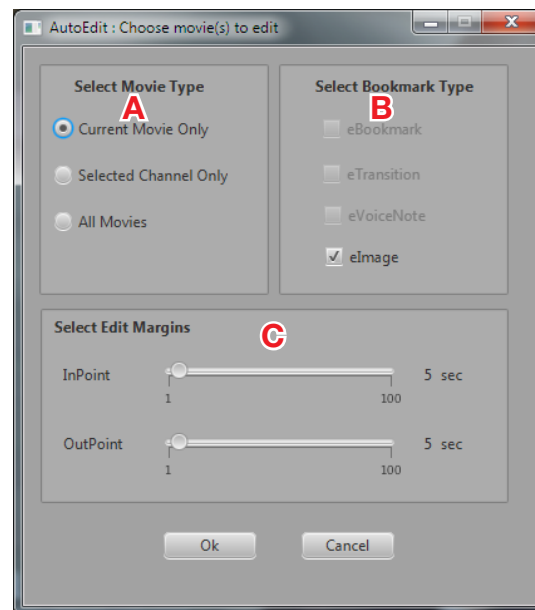 AutoEdit : Choose movie(s) to edit
Select Movie Type
A
Current Movie Only
Selected Channel Only
All Movies
Select Bookmark Type
B
eBookmark
eTransition
eVoiceNote
eImage
Select Edit Margins
C
InPoint 5 sec
1 100
OutPoint 5 sec
1 100
Ok Cancel